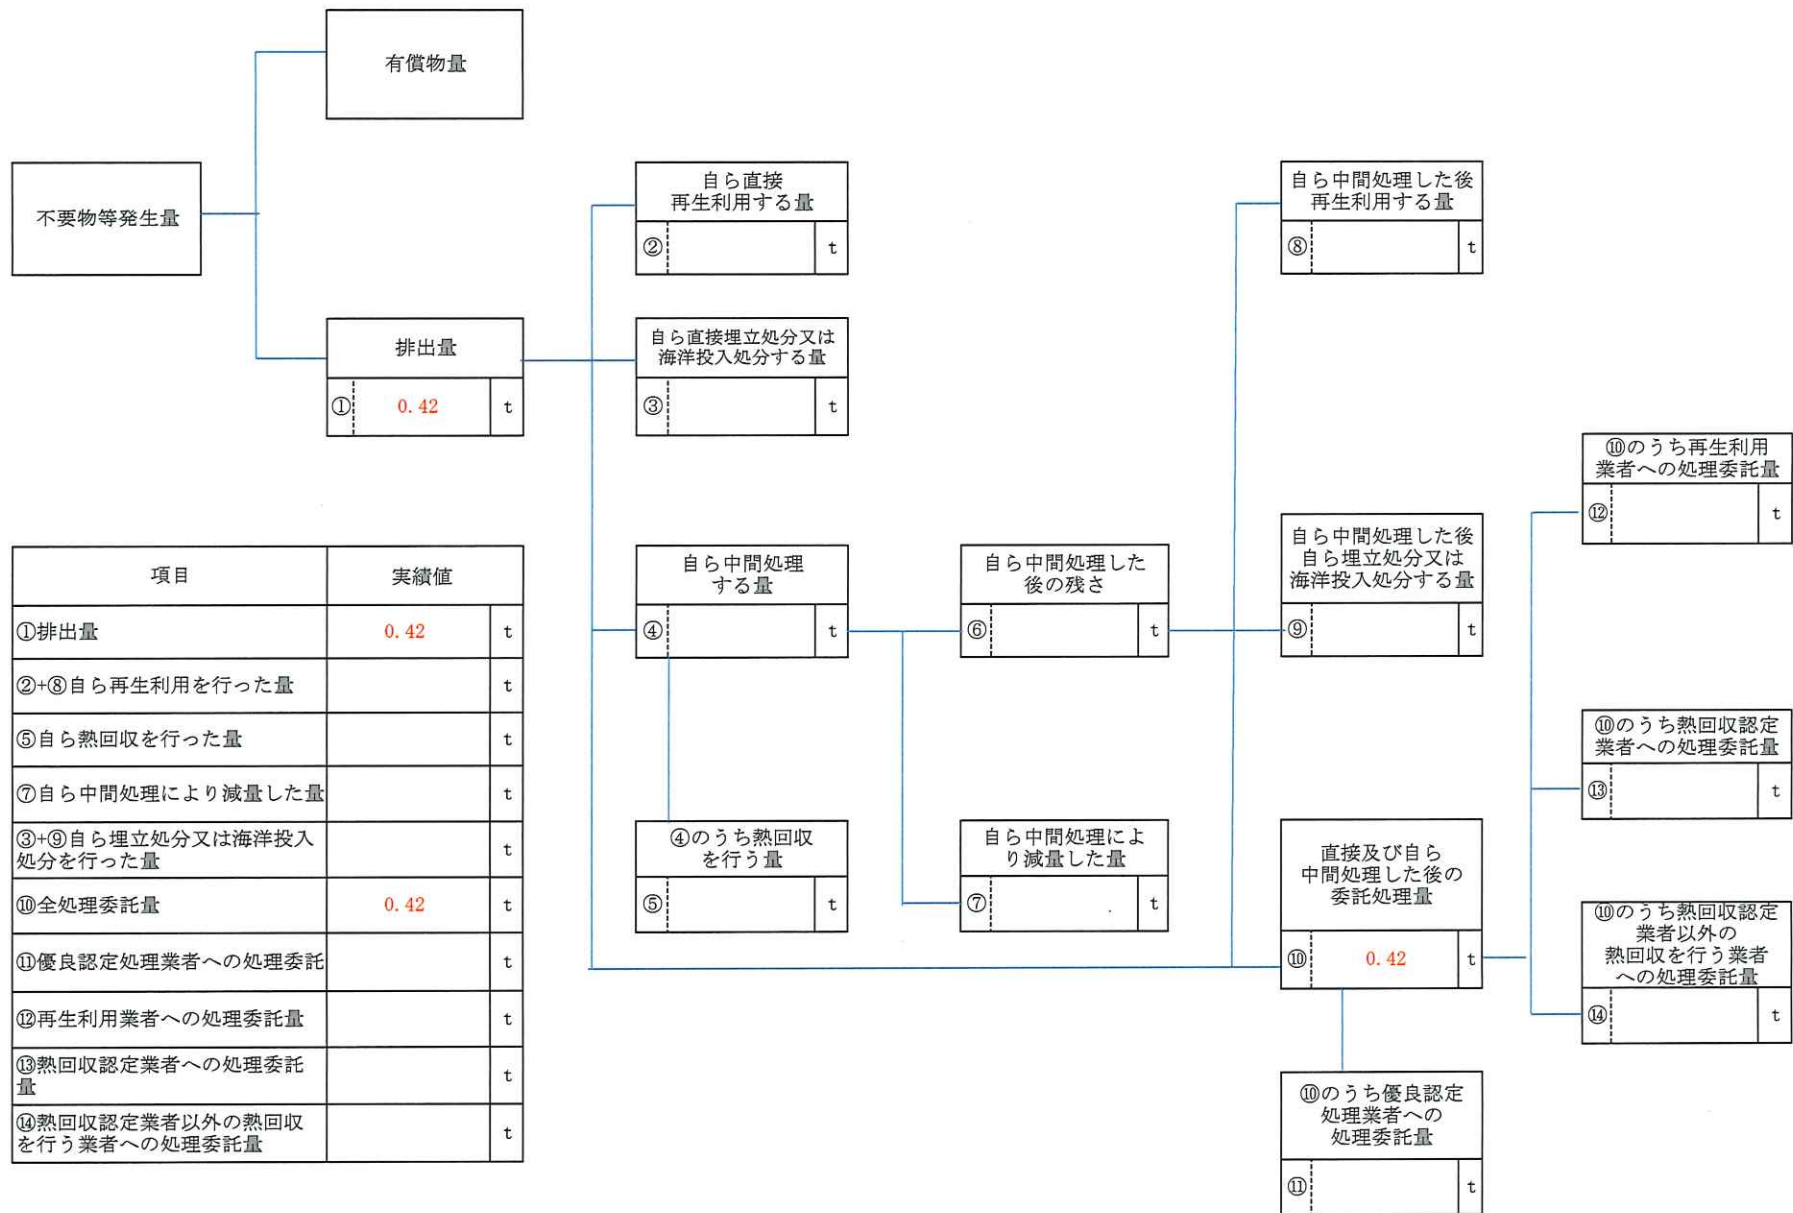 有償物量
不要物等発生量
排出量
① 0.42 t
自ら直接
再生利用する量
② t
自ら直接埋立処分又は
海洋投入処分する量
③ t
自ら中間処理
する量
④ t
④のうち熱回収
を行う量
⑤ t
自ら中間処理した
後の残さ
⑥ t
自ら中間処理によ
り減量した量
⑦ t
自ら中間処理した後
再生利用する量
⑧ t
自ら中間処理した後
自ら埋立処分又は
海洋投入処分する量
⑨ t
直接及び自ら
中間処理した後の
委託処理量
⑩ 0.42 t
⑩のうち優良認定
処理業者への
処理委託量
⑪ t
⑩のうち再生利用
業者への処理委託量
⑫ t
⑩のうち熱回収認定
業者への処理委託量
⑬ t
⑩のうち熱回収認定
業者以外の
熱回収を行う業者
への処理委託量
⑭ t
項目 実績値
①排出量 0.42 t
②+⑧自ら再生利用を行った量 t
⑤自ら熱回収を行った量 t
⑦自ら中間処理により減量した量 t
③+⑨自ら埋立処分又は海洋投入
処分を行った量 t
⑩全処理委託量 0.42 t
⑪優良認定処理業者への処理委託 t
⑫再生利用業者への処理委託量 t
⑬熱回収認定業者への処理委託
量 t
⑭熱回収認定業者以外の熱回収
を行う業者への処理委託量 t